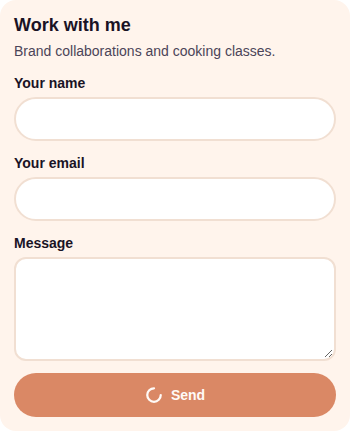 Work with me
Brand collaborations and cooking classes.
Your name
Your email
Message
Send